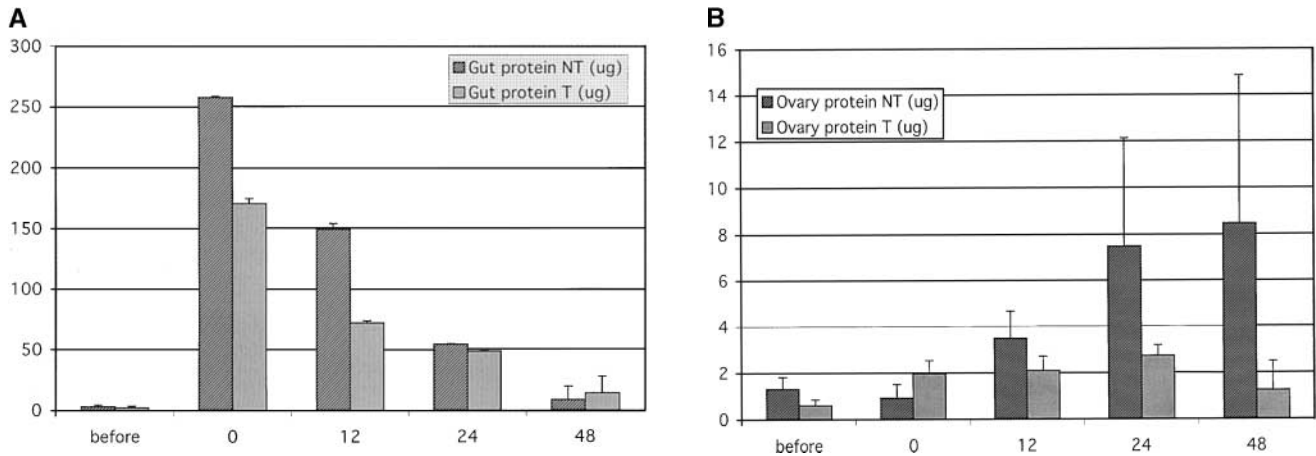 A
300
250
200
150
100
50
0
Gut protein NT (ug)
Gut protein T (ug)
before 0 12 24 48
B
16
14
12
10
8
6
4
2
0
Ovary protein NT (ug)
Ovary protein T (ug)
before 0 12 24 48